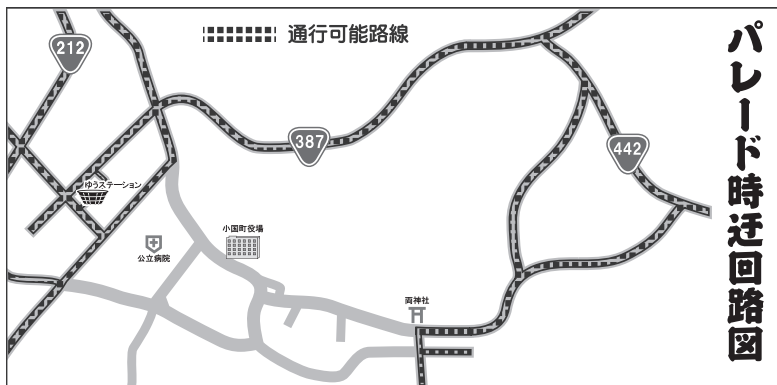 パレード時迂回路図
通行可能路線
212
387
442
ゆうステーション
小国町役場
公立病院
両神社